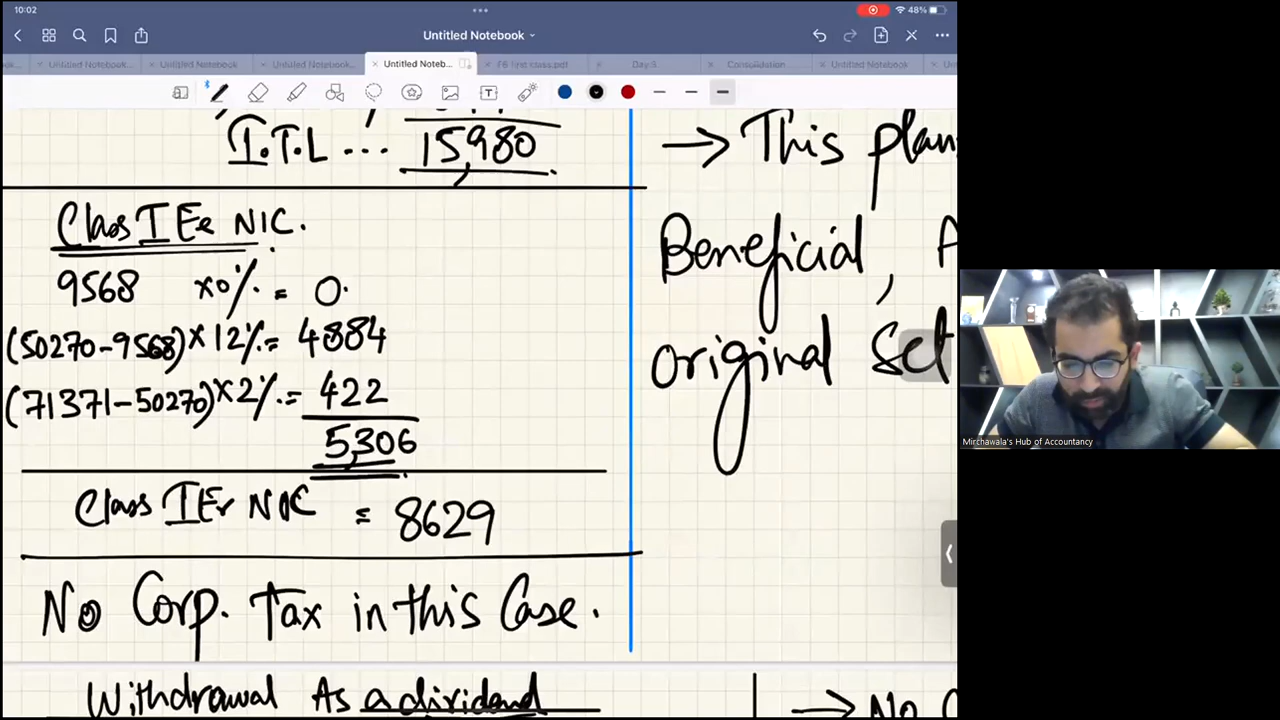 10:02
48%
Untitled Notebook
Untitled Notebook
Untitled Notebook
Untitled Notebook
Untitled Noteb...
F6 first class.pdf
Day:5
Consolidation
Untitled Notebook
I.T.L ... 15,980
Class I Ee NIC.
9568 x0% = 0.
(50270-9568)x12% = 4884
(71371-50270)x2% = 422
5,306
Class I Er NIC = 8629
No Corp. Tax in this Case.
Withdrawal As a dividend
→ This plan
Beneficial, A
original set
→ No
Mirchawala's Hub of Accountancy